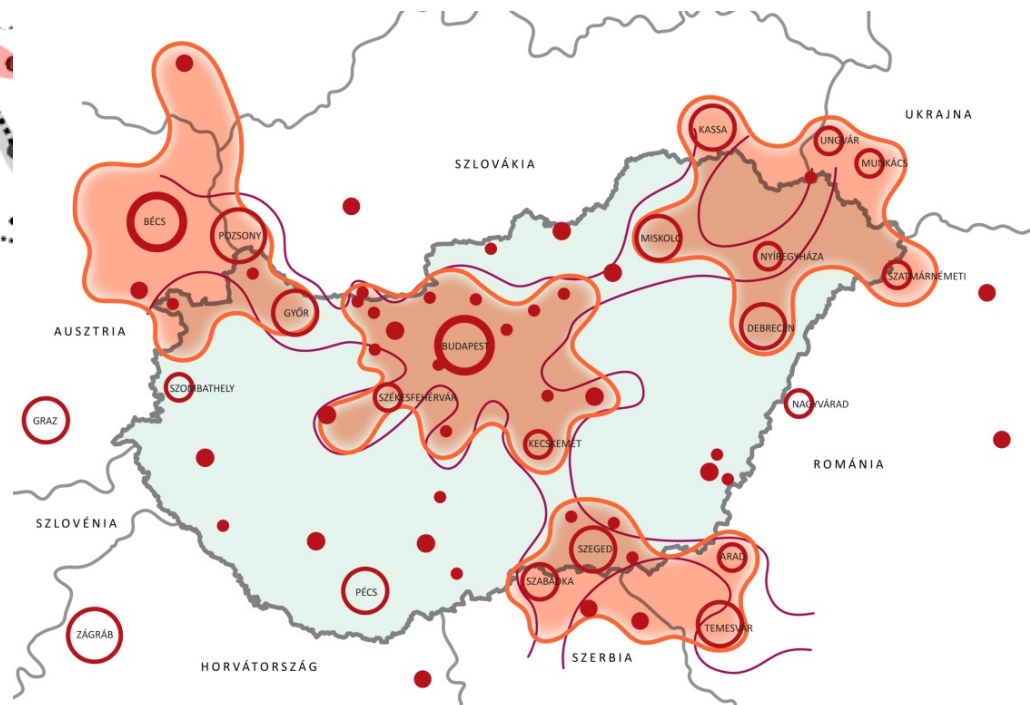 UKRAJNA
KASSA
UNGVÁR
MUNKÁCS
SZLOVÁKIA
BÉCS
POZSONY
MISKOLC
NYÍREGYHÁZA
SZATMÁRNÉMETI
GYŐR
AUSZTRIA
DEBRECEN
BUDAPEST
SZOMBATHELY
SZÉKESFEHÉRVÁR
NAGYVÁRAD
GRAZ
KECSKEMÉT
ROMÁNIA
SZLOVÉNIA
SZEGED
ARAD
SZABADKA
PÉCS
TEMESVÁR
ZÁGRÁB
SZERBIA
HORVÁTORSZÁG